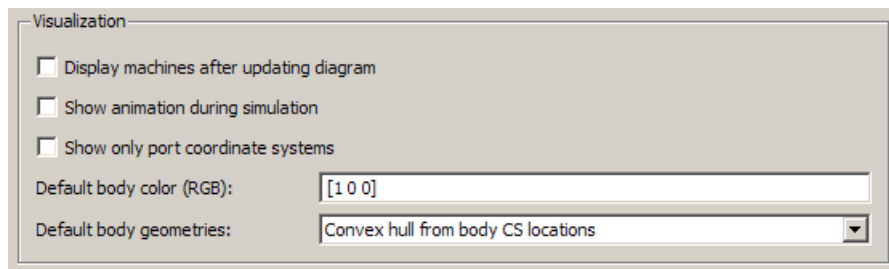 Visualization
Display machines after updating diagram
Show animation during simulation
Show only port coordinate systems
Default body color (RGB): [1 0 0]
Default body geometries: Convex hull from body CS locations